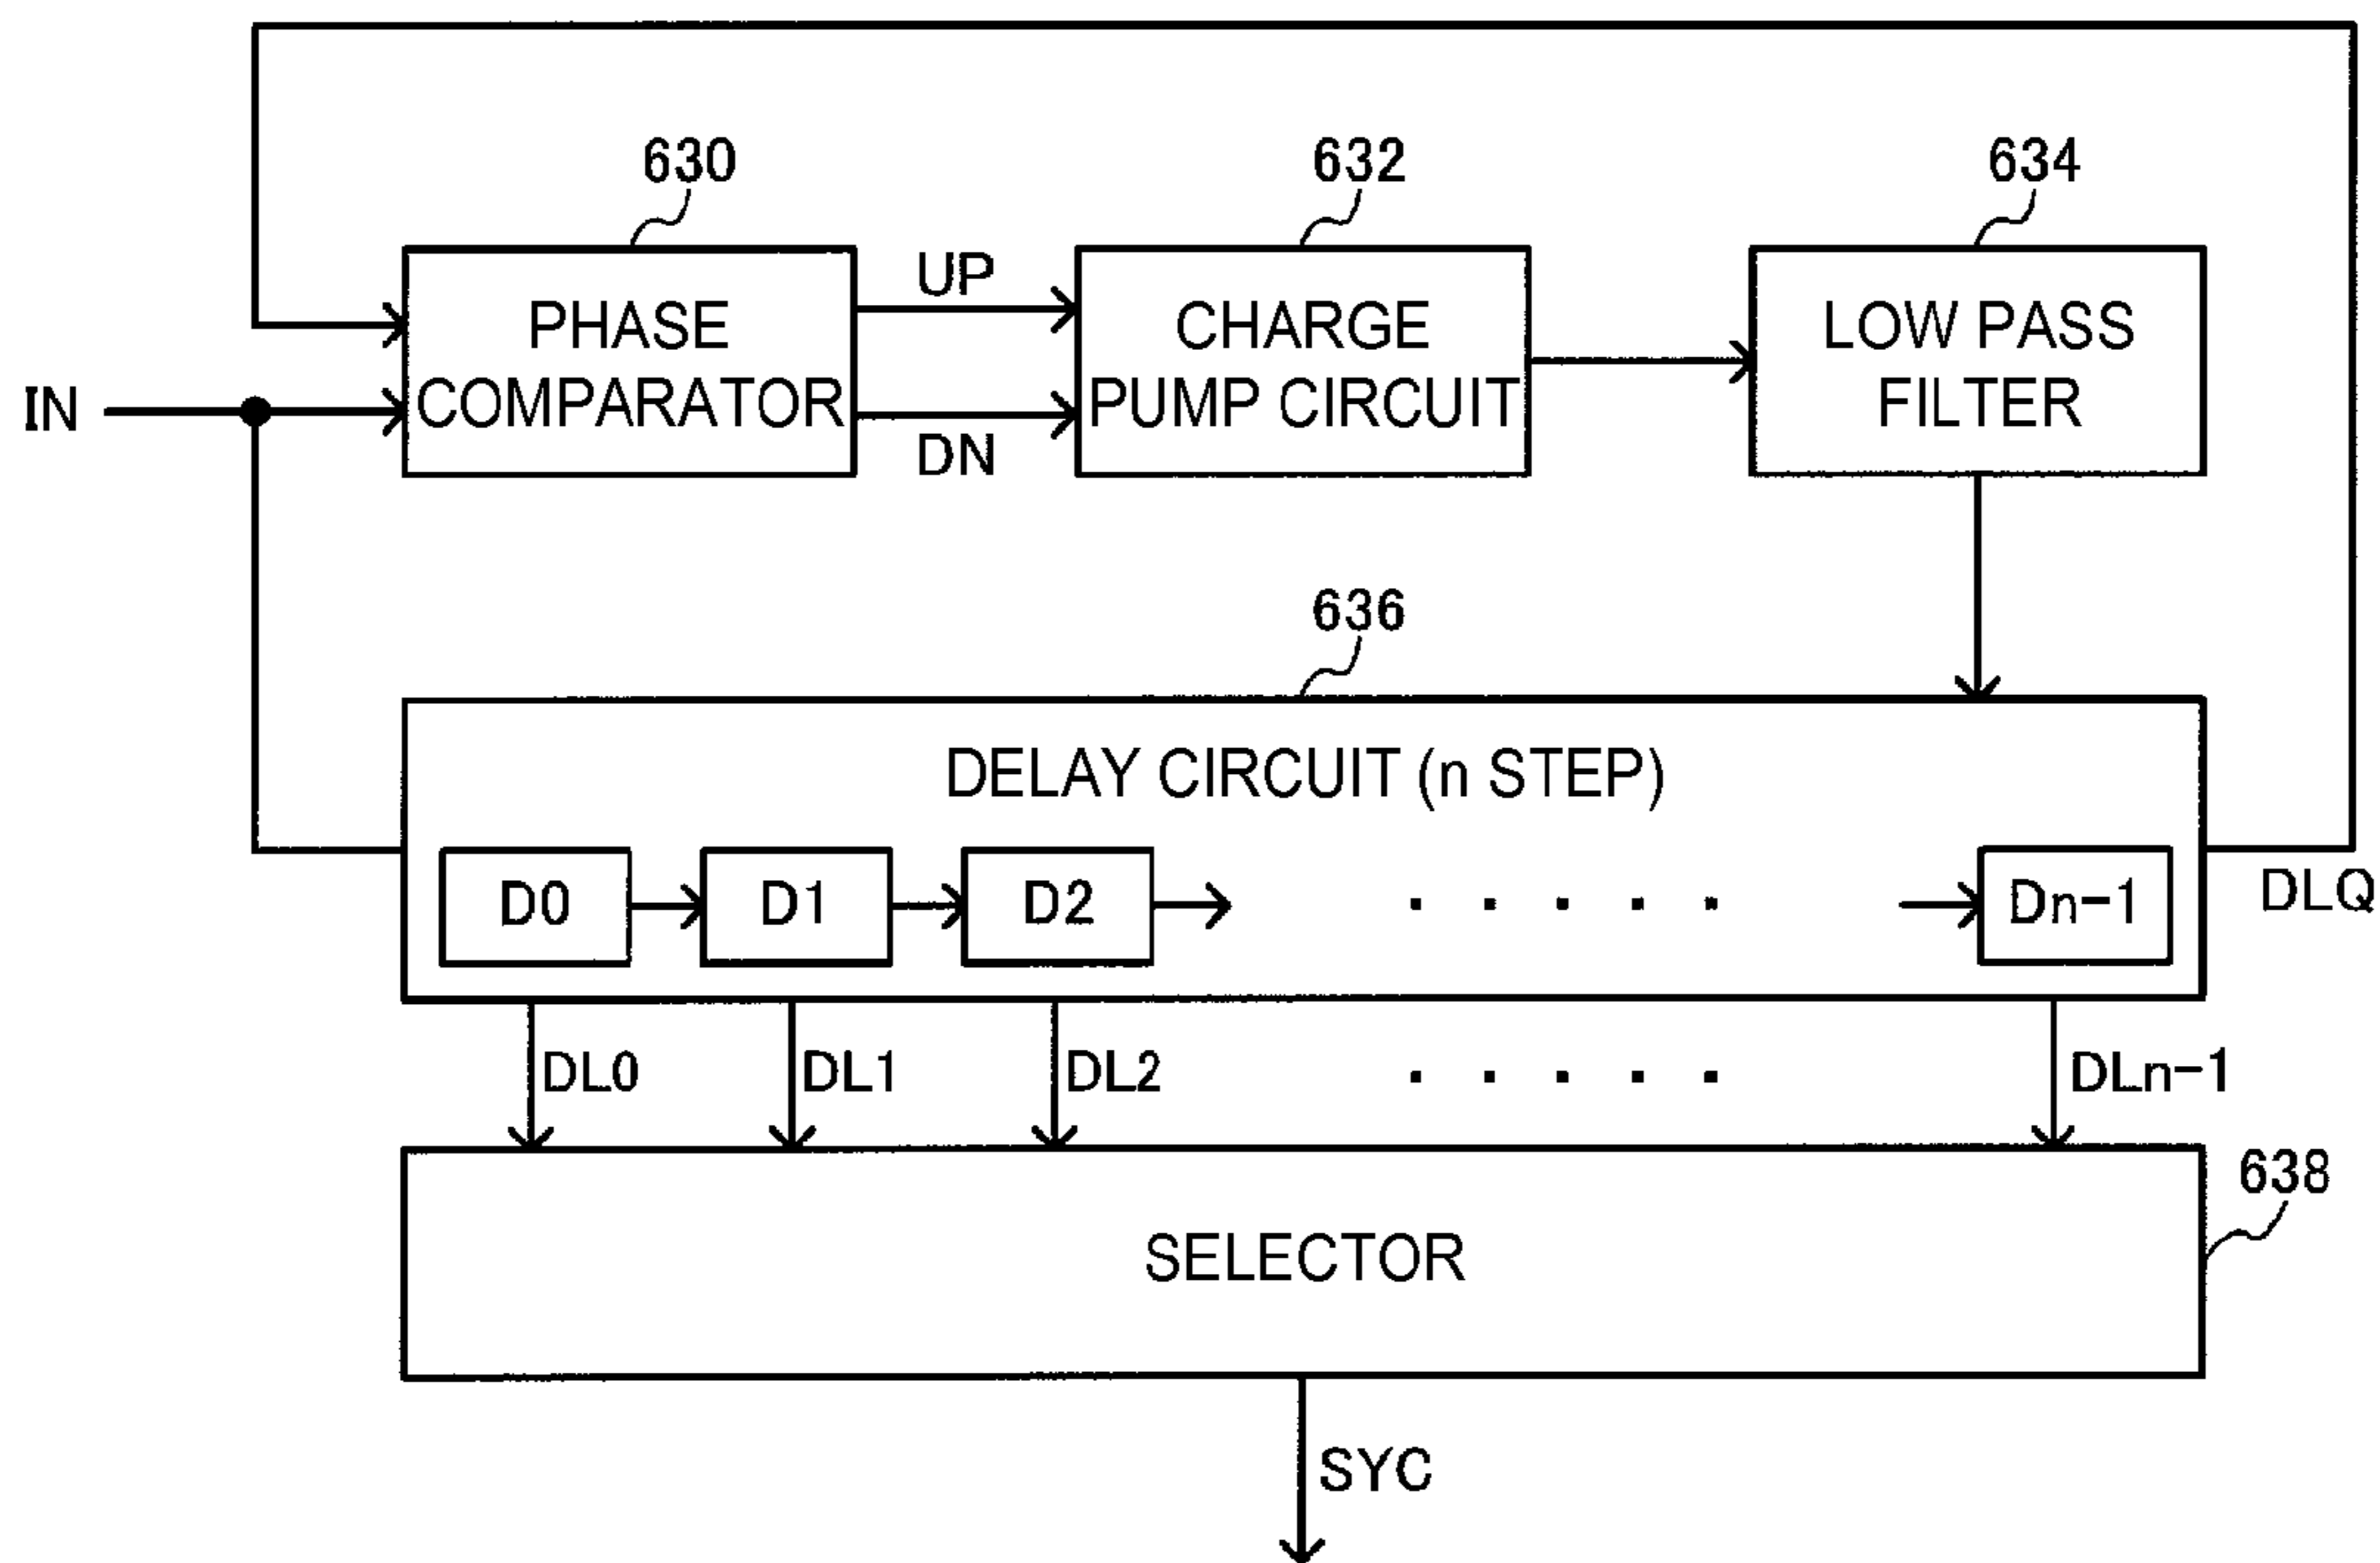 630
632
634
UP
PHASE
COMPARATOR
CHARGE
PUMP CIRCUIT
LOW PASS
FILTER
IN
DN
636
DELAY CIRCUIT (n STEP)
D0
D1
D2
· · · · ·
Dn-1
DLQ
DL0
DL1
DL2
· · · · ·
DLn-1
638
SELECTOR
SYC